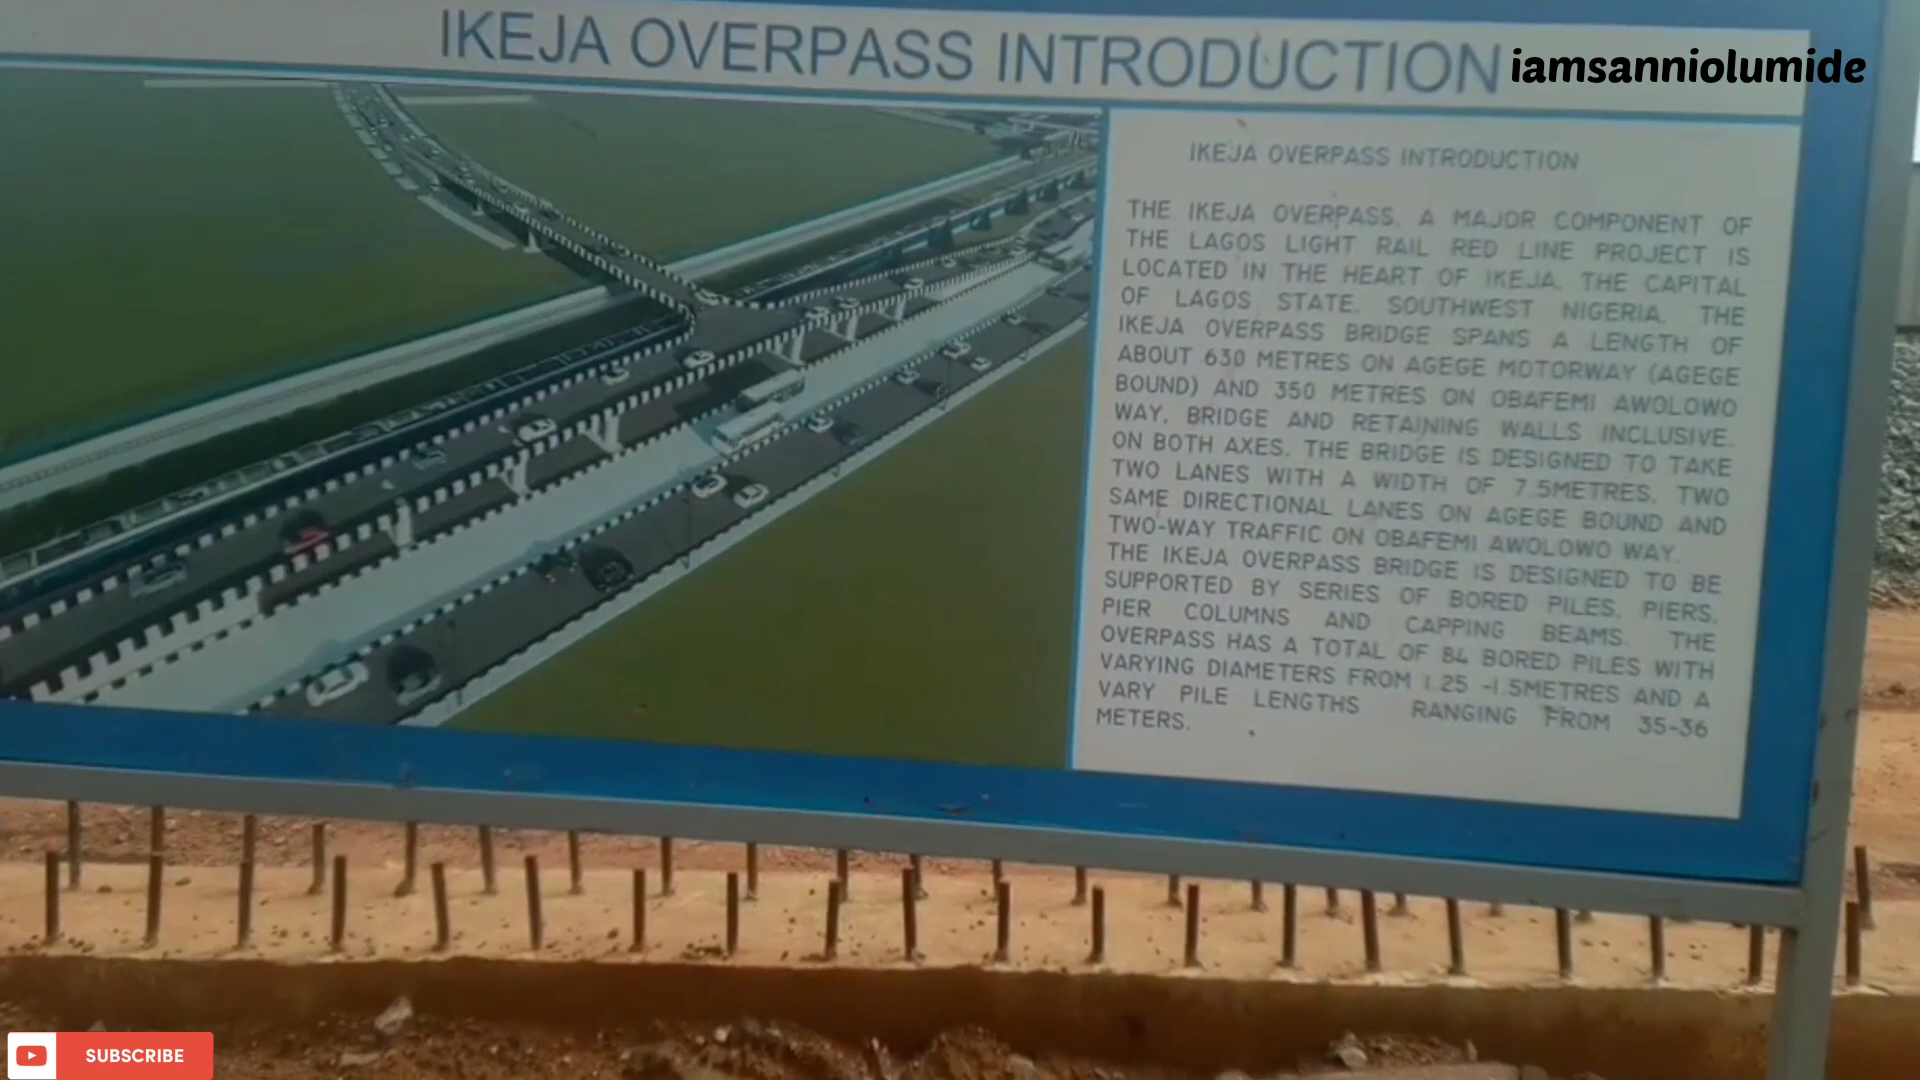 IKEJA OVERPASS INTRODUCTION
iamsanniolumide
IKEJA OVERPASS INTRODUCTION
THE IKEJA OVERPASS. A MAJOR COMPONENT OF
THE LAGOS LIGHT RAIL RED LINE PROJECT IS
LOCATED IN THE HEART OF IKEJA. THE CAPITAL
OF LAGOS STATE. SOUTHWEST NIGERIA. THE
IKEJA OVERPASS BRIDGE SPANS A LENGTH OF
ABOUT 630 METRES ON AGEGE MOTORWAY (AGEGE
BOUND) AND 350 METRES ON OBAFEMI AWOLOWO
WAY, BRIDGE AND RETAINING WALLS INCLUSIVE.
ON BOTH AXES. THE BRIDGE IS DESIGNED TO TAKE
TWO LANES WITH A WIDTH OF 7.5METRES. TWO
SAME DIRECTIONAL LANES ON AGEGE BOUND AND
TWO-WAY TRAFFIC ON OBAFEMI AWOLOWO WAY.
THE IKEJA OVERPASS BRIDGE IS DESIGNED TO BE
SUPPORTED BY SERIES OF BORED PILES, PIERS,
PIER COLUMNS AND CAPPING BEAMS. THE
OVERPASS HAS A TOTAL OF 84 BORED PILES WITH
VARYING DIAMETERS FROM 1.25 -1.5METRES AND A
VARY PILE LENGTHS RANGING FROM 35-36
METERS.
SUBSCRIBE